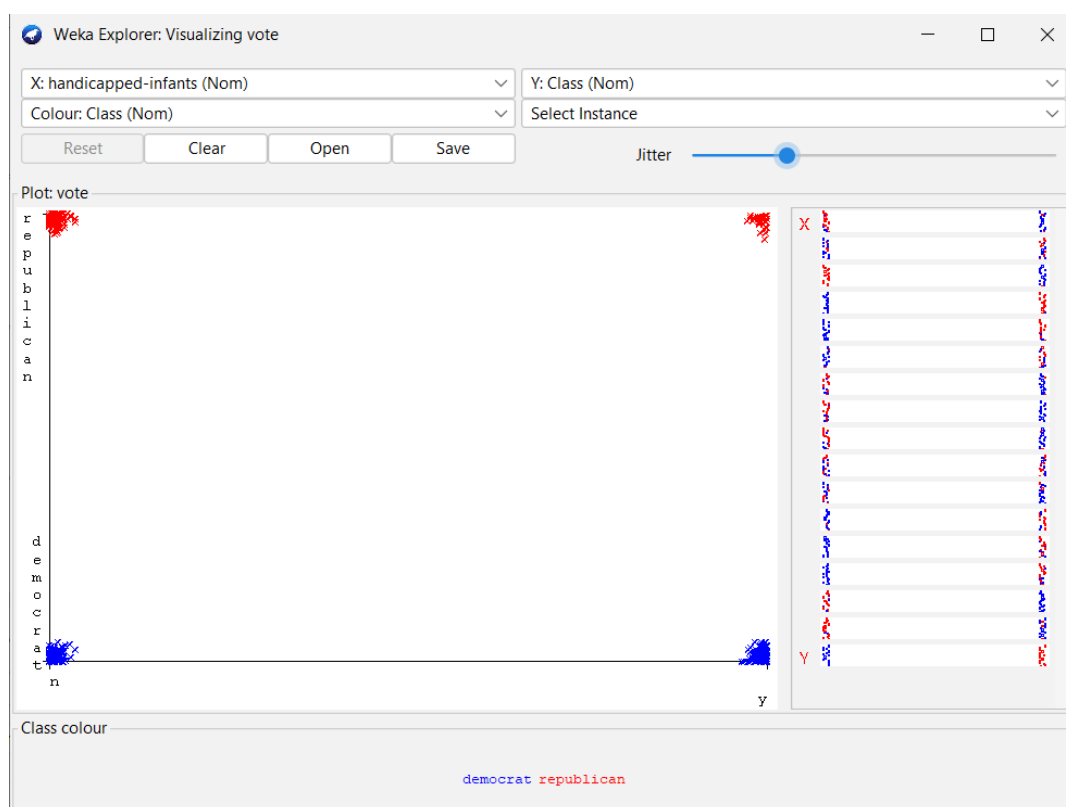 Weka Explorer: Visualizing vote
X: handicapped-infants (Nom)
Y: Class (Nom)
Colour: Class (Nom)
Select Instance
Reset
Clear
Open
Save
Jitter
Plot: vote
republican
democrat
n
y
X
Y
Class colour
democrat republican